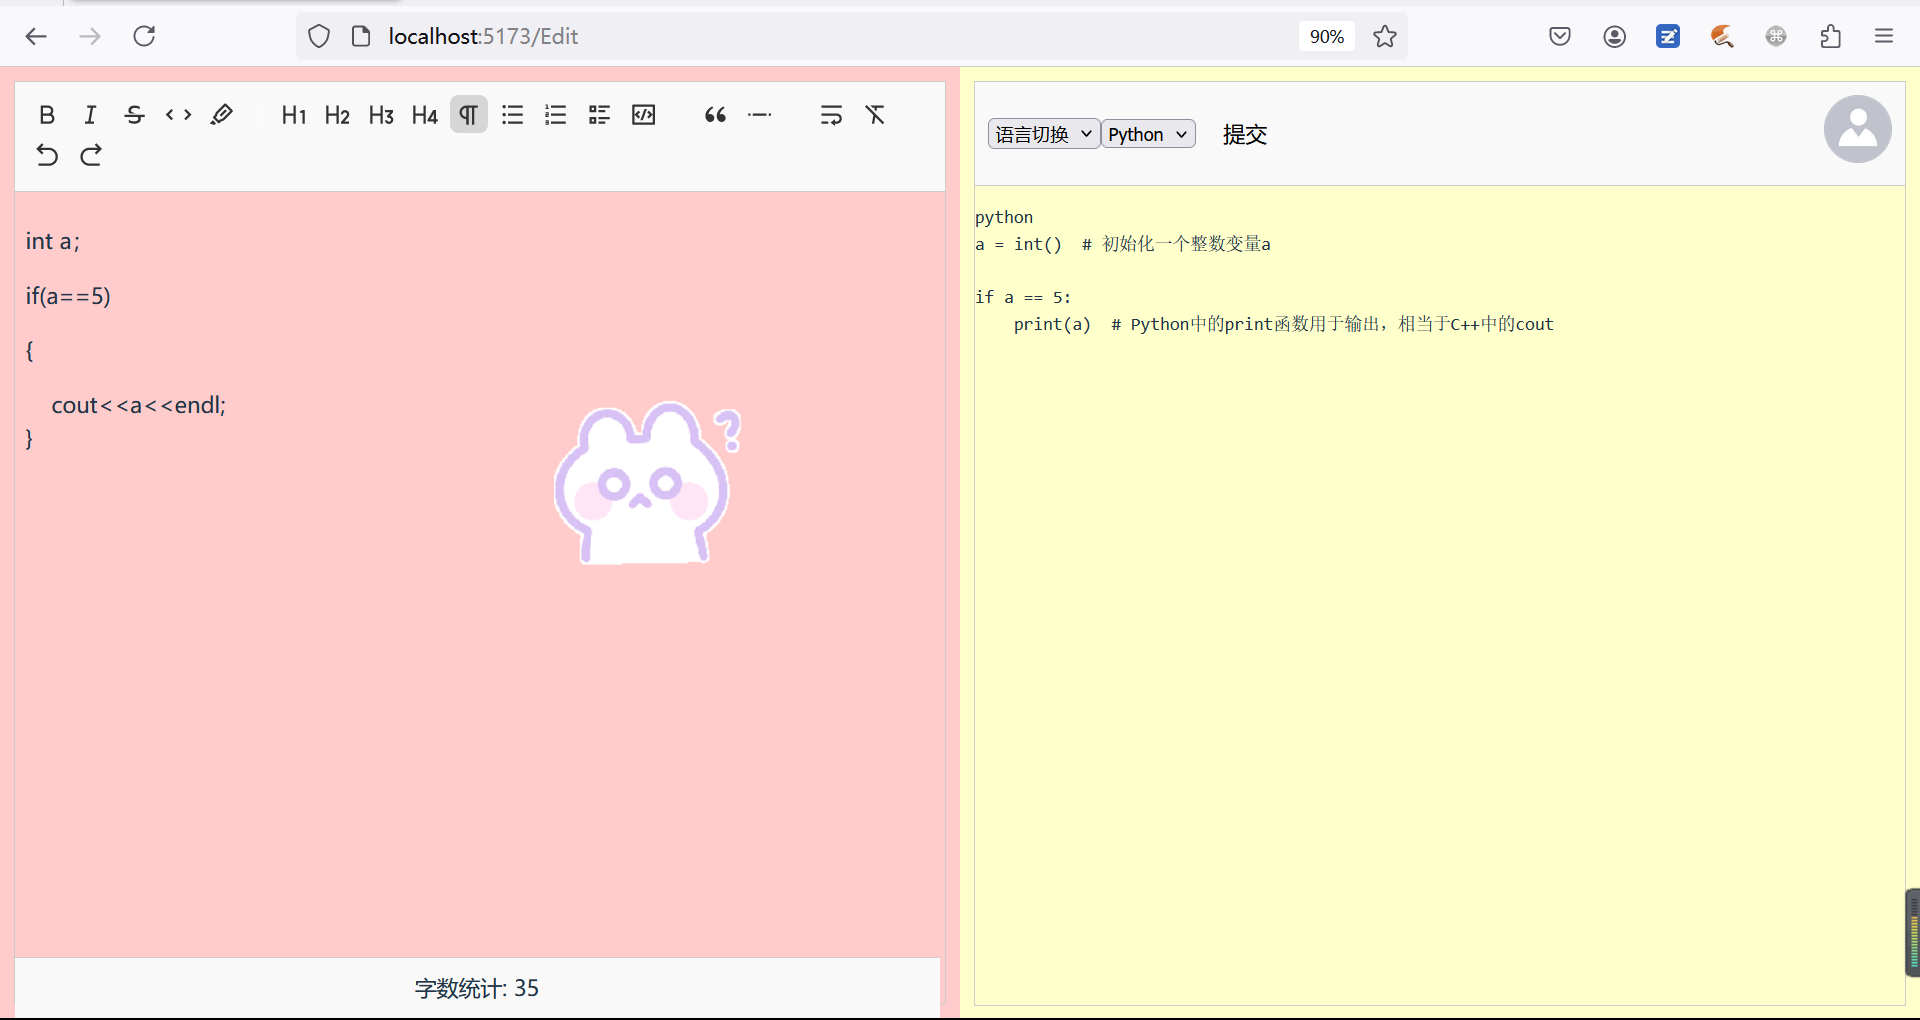 localhost:5173/Edit
90%
B I S H1 H2 H3 H4
int a;
if(a==5)
{
cout<<a<<endl;
}
?
字数统计: 35
语言切换 Python 提交
python
a = int()  # 初始化一个整数变量a
if a == 5:
    print(a)  # Python中的print函数用于输出，相当于C++中的cout